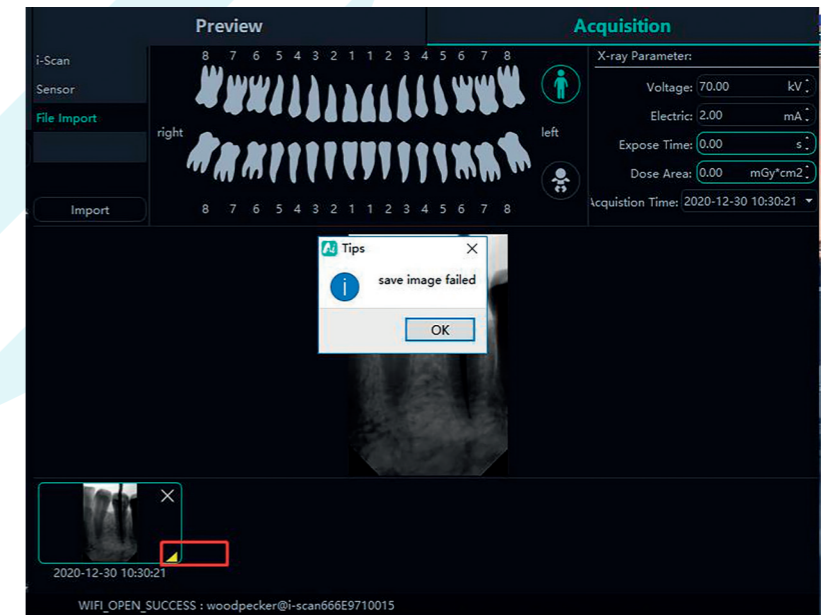 Preview
Acquisition
i-Scan
Sensor
File Import
Import
8 7 6 5 4 3 2 1 1 2 3 4 5 6 7 8
right
left
8 7 6 5 4 3 2 1 1 2 3 4 5 6 7 8
X-ray Parameter:
Voltage: 70.00 kV
Electric: 2.00 mA
Expose Time: 0.00 s
Dose Area: 0.00 mGy*cm2
Acquistion Time: 2020-12-30 10:30:21
Tips
save image failed
OK
2020-12-30 10:30:21
WIFI_OPEN_SUCCESS : woodpecker@i-scan666E9710015